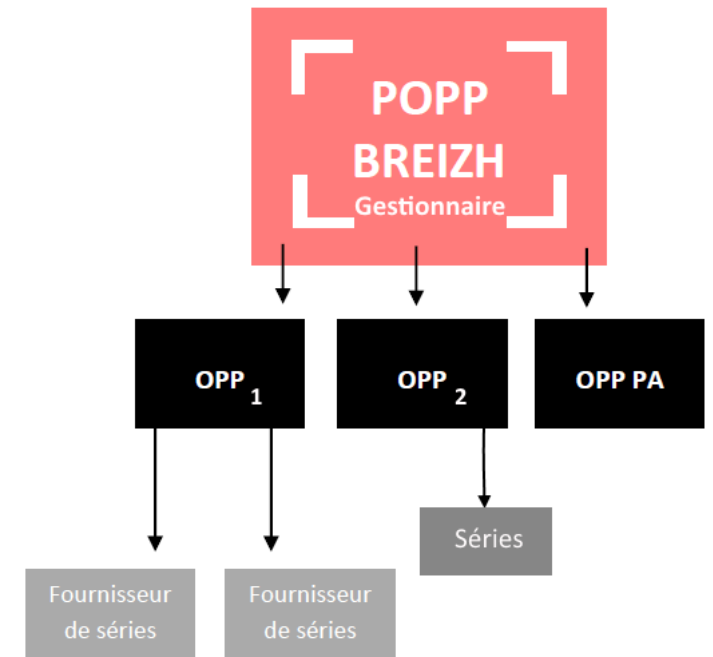 POPP
BREIZH
Gestionnaire
OPP 1
OPP 2
OPP PA
Séries
Fournisseur
de séries
Fournisseur
de séries